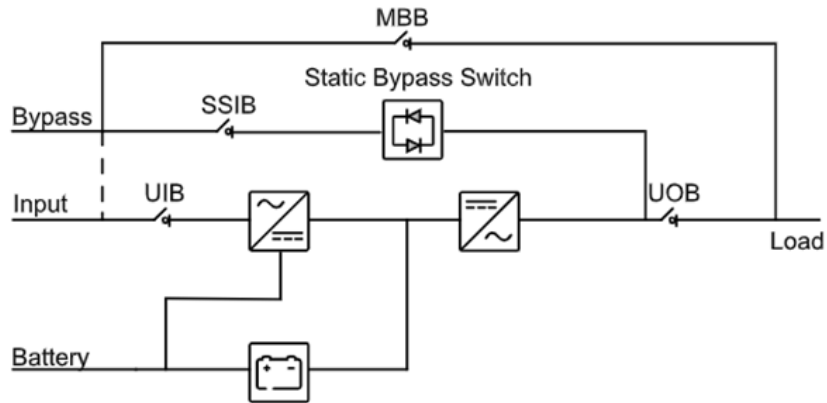 MBB
Static Bypass Switch
SSIB
Bypass
UIB
UOB
Input
Load
Battery